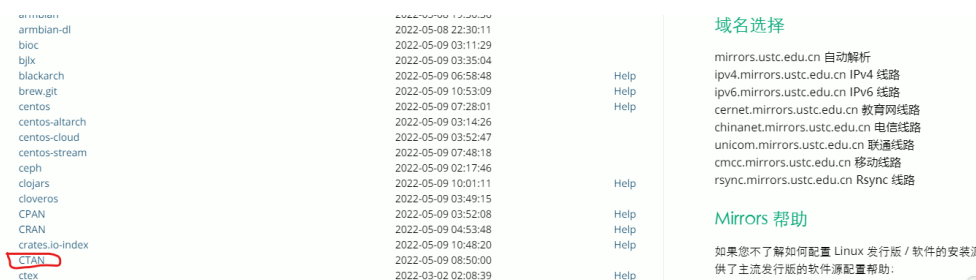 armbian 2022-05-08 19:36:36
armbian-dl 2022-05-08 22:30:11
bioc 2022-05-09 03:11:29
bjlx 2022-05-09 03:35:04
blackarch 2022-05-09 06:58:48 Help
brew.git 2022-05-09 10:53:09 Help
centos 2022-05-09 07:28:01 Help
centos-altarch 2022-05-09 03:14:26
centos-cloud 2022-05-09 03:52:47
centos-stream 2022-05-09 07:48:18
ceph 2022-05-09 02:17:46
clojars 2022-05-09 10:01:11 Help
cloveros 2022-05-09 03:49:15
CPAN 2022-05-09 03:52:08 Help
CRAN 2022-05-09 04:53:48 Help
crates.io-index 2022-05-09 10:48:20 Help
CTAN 2022-05-09 08:50:00
ctex 2022-03-02 02:08:39 Help
域名选择
mirrors.ustc.edu.cn 自动解析
ipv4.mirrors.ustc.edu.cn IPv4 线路
ipv6.mirrors.ustc.edu.cn IPv6 线路
cernet.mirrors.ustc.edu.cn 教育网线路
chinanet.mirrors.ustc.edu.cn 电信线路
unicom.mirrors.ustc.edu.cn 联通线路
cmcc.mirrors.ustc.edu.cn 移动线路
rsync.mirrors.ustc.edu.cn Rsync 线路
Mirrors 帮助
如果您不了解如何配置 Linux 发行版 / 软件的安装源
供了主流发行版的软件源配置帮助：